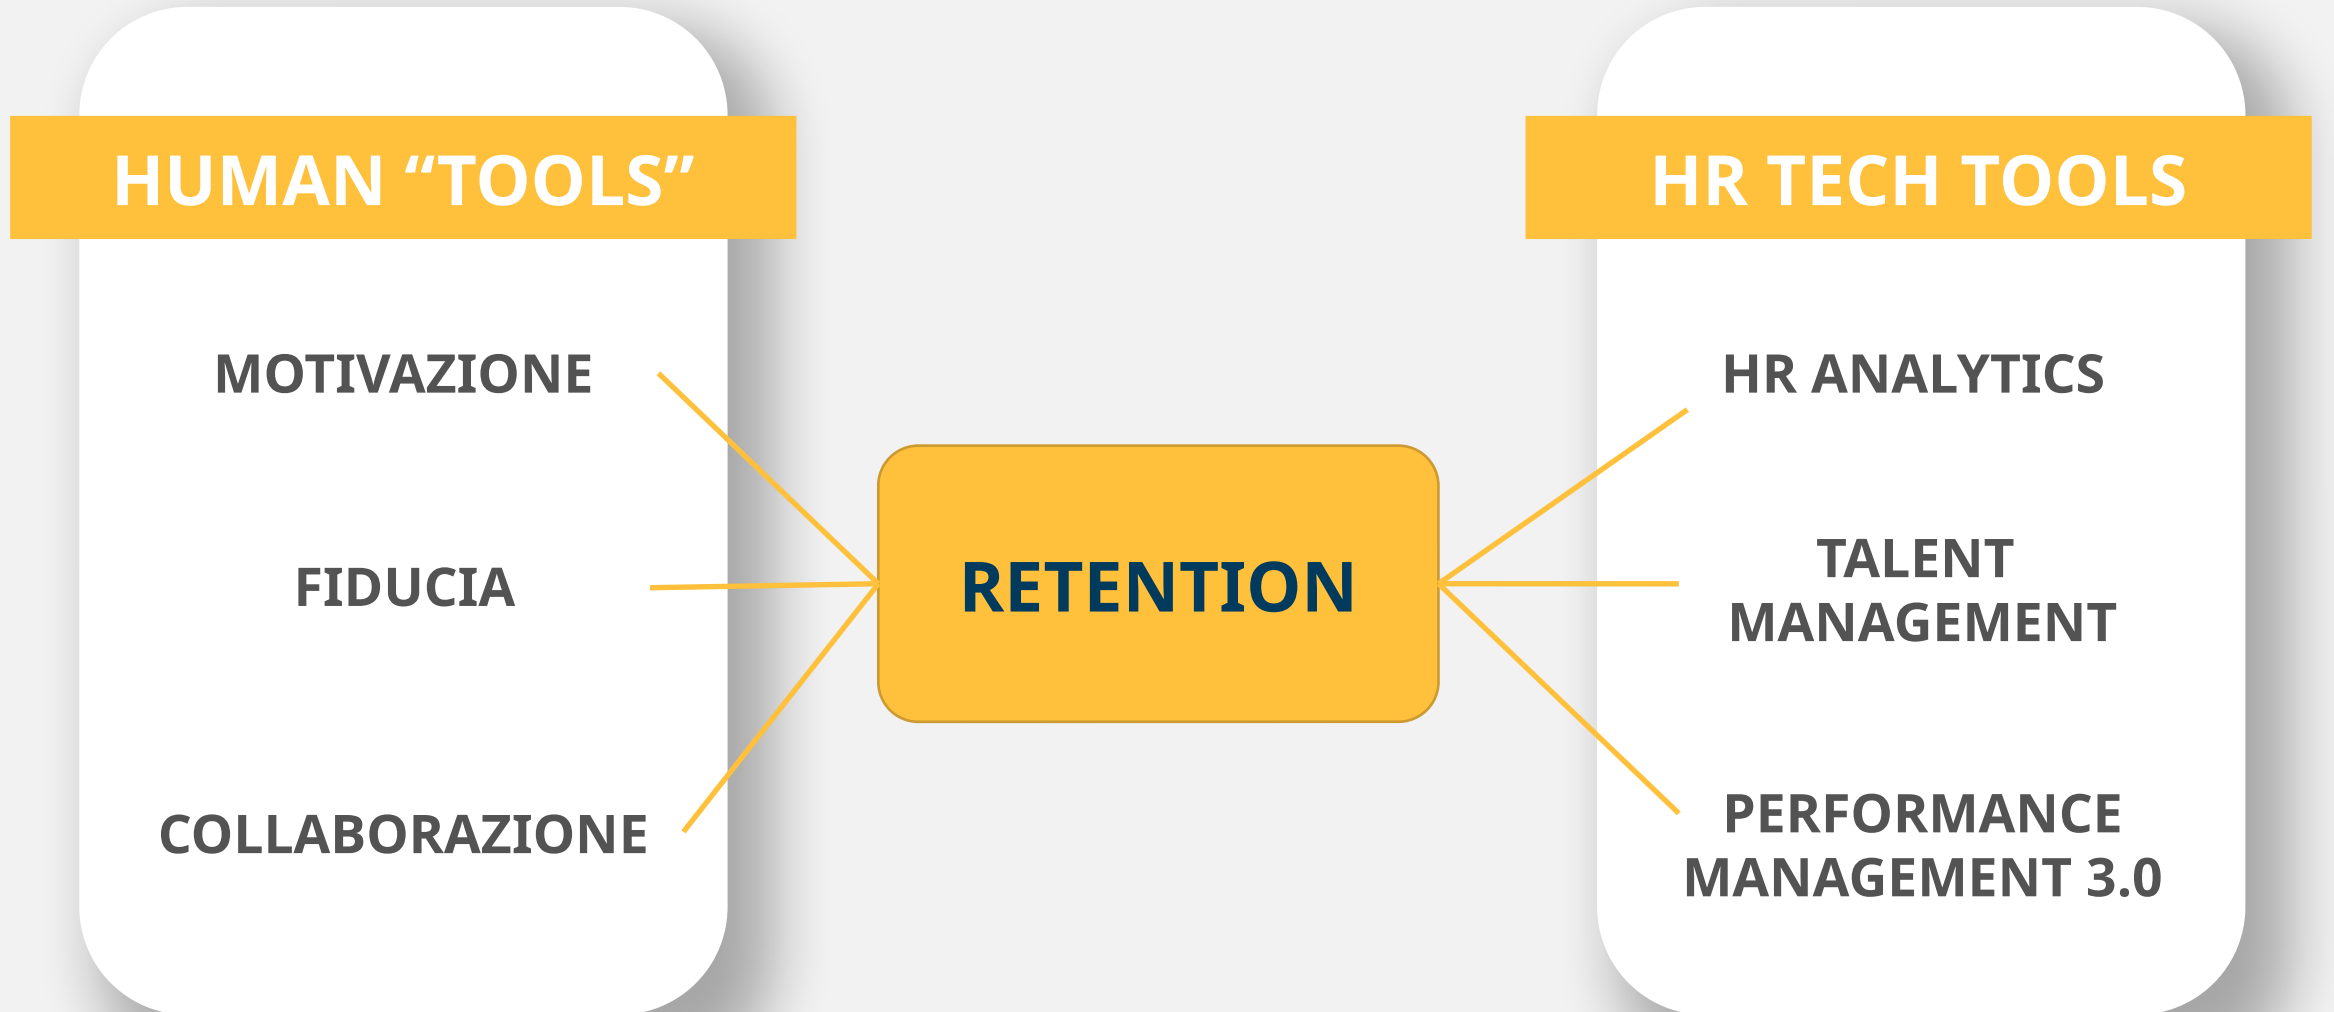 HUMAN “TOOLS”
MOTIVAZIONE
FIDUCIA
COLLABORAZIONE
RETENTION
HR TECH TOOLS
HR ANALYTICS
TALENT
MANAGEMENT
PERFORMANCE
MANAGEMENT 3.0